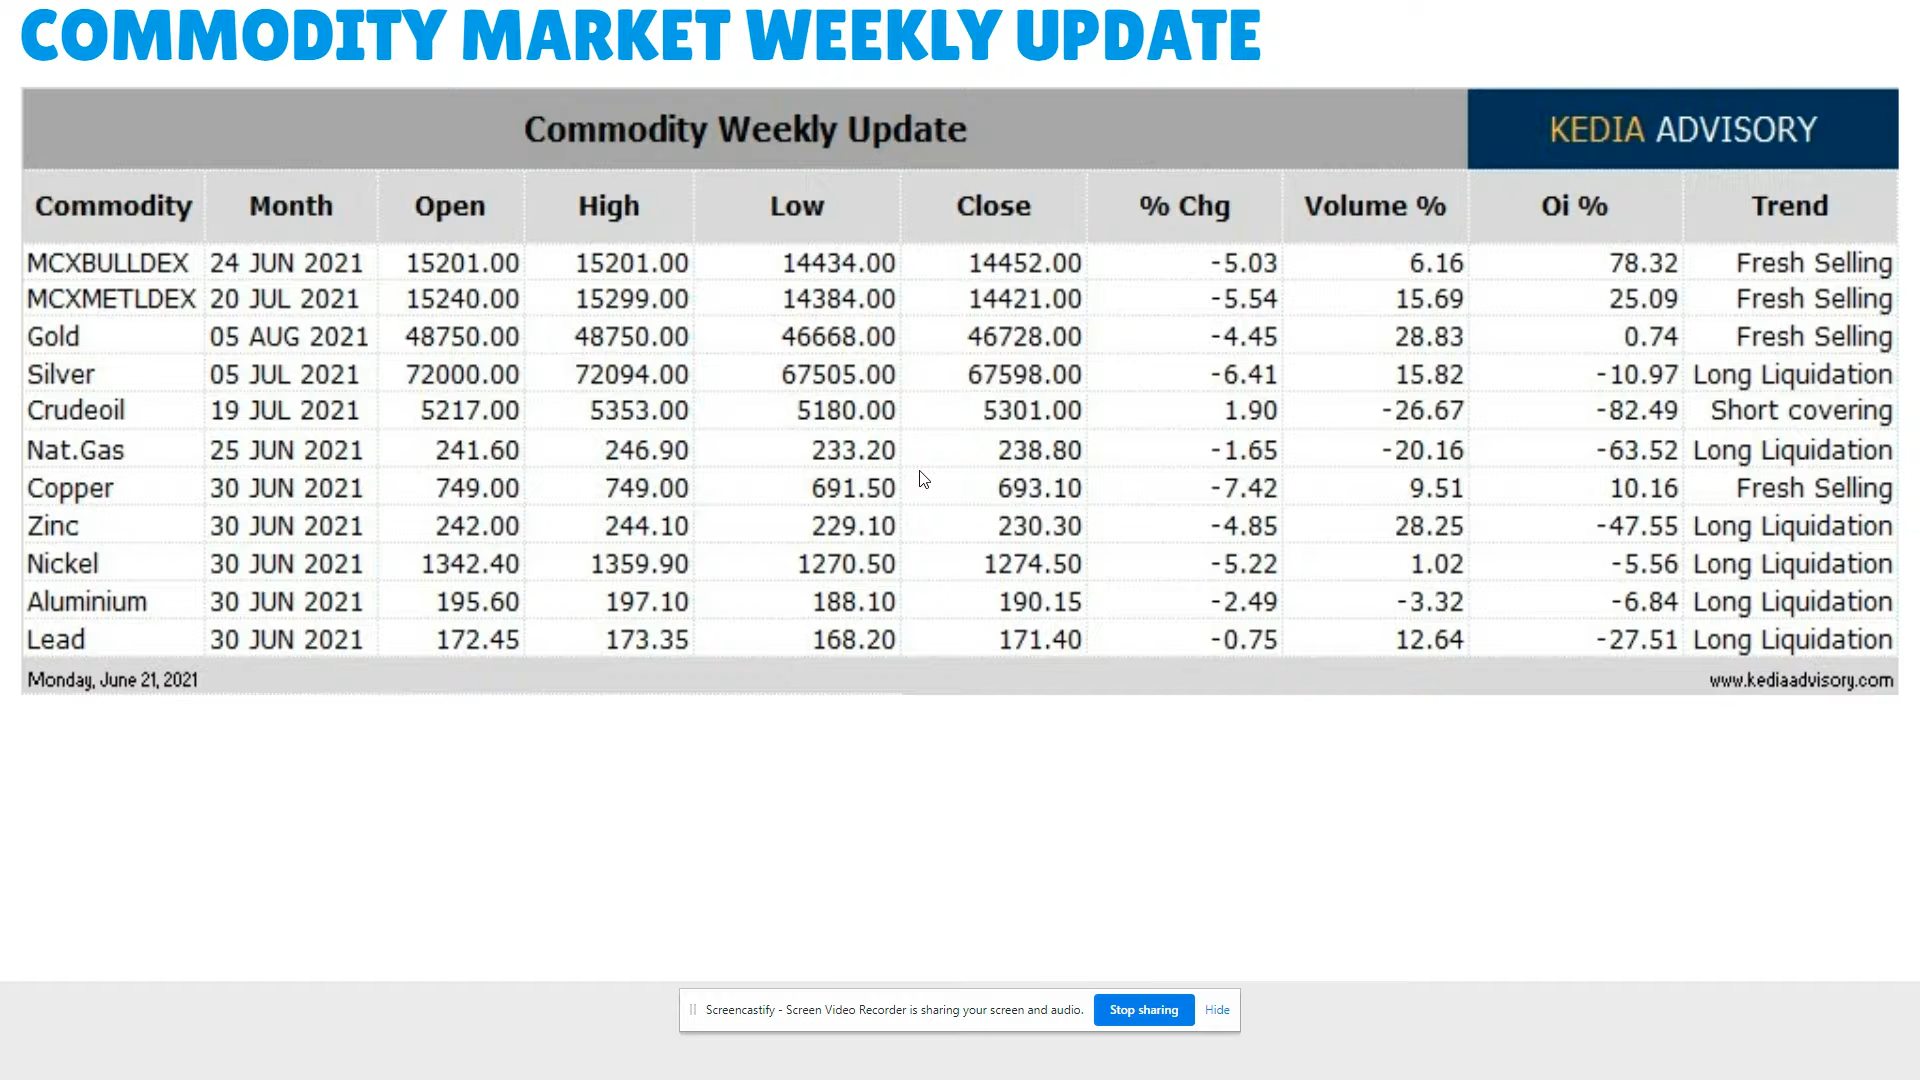 COMMODITY MARKET WEEKLY UPDATE
Commodity Weekly Update KEDIA ADVISORY
Commodity Month Open High Low Close % Chg Volume % Oi % Trend
MCXBULLDEX 24 JUN 2021 15201.00 15201.00 14434.00 14452.00 -5.03 6.16 78.32 Fresh Selling
MCXMETLDEX 20 JUL 2021 15240.00 15299.00 14384.00 14421.00 -5.54 15.69 25.09 Fresh Selling
Gold 05 AUG 2021 48750.00 48750.00 46668.00 46728.00 -4.45 28.83 0.74 Fresh Selling
Silver 05 JUL 2021 72000.00 72094.00 67505.00 67598.00 -6.41 15.82 -10.97 Long Liquidation
Crudeoil 19 JUL 2021 5217.00 5353.00 5180.00 5301.00 1.90 -26.67 -82.49 Short covering
Nat.Gas 25 JUN 2021 241.60 246.90 233.20 238.80 -1.65 -20.16 -63.52 Long Liquidation
Copper 30 JUN 2021 749.00 749.00 691.50 693.10 -7.42 9.51 10.16 Fresh Selling
Zinc 30 JUN 2021 242.00 244.10 229.10 230.30 -4.85 28.25 -47.55 Long Liquidation
Nickel 30 JUN 2021 1342.40 1359.90 1270.50 1274.50 -5.22 1.02 -5.56 Long Liquidation
Aluminium 30 JUN 2021 195.60 197.10 188.10 190.15 -2.49 -3.32 -6.84 Long Liquidation
Lead 30 JUN 2021 172.45 173.35 168.20 171.40 -0.75 12.64 -27.51 Long Liquidation
Monday, June 21, 2021 www.kediaadvisory.com
Screencastify - Screen Video Recorder is sharing your screen and audio. Stop sharing Hide